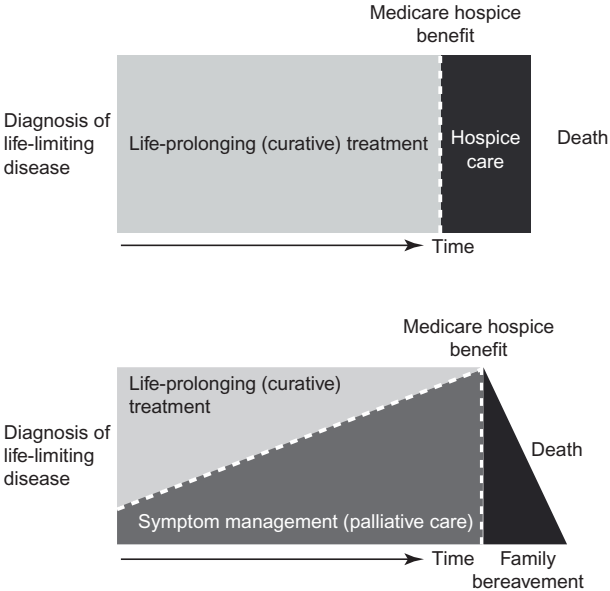 Medicare hospice
benefit
Diagnosis of
life-limiting
disease
Life-prolonging (curative) treatment
Hospice
care
Death
Time
Medicare hospice
benefit
Life-prolonging (curative)
treatment
Diagnosis of
life-limiting
disease
Death
Symptom management (palliative care)
Time
Family
bereavement